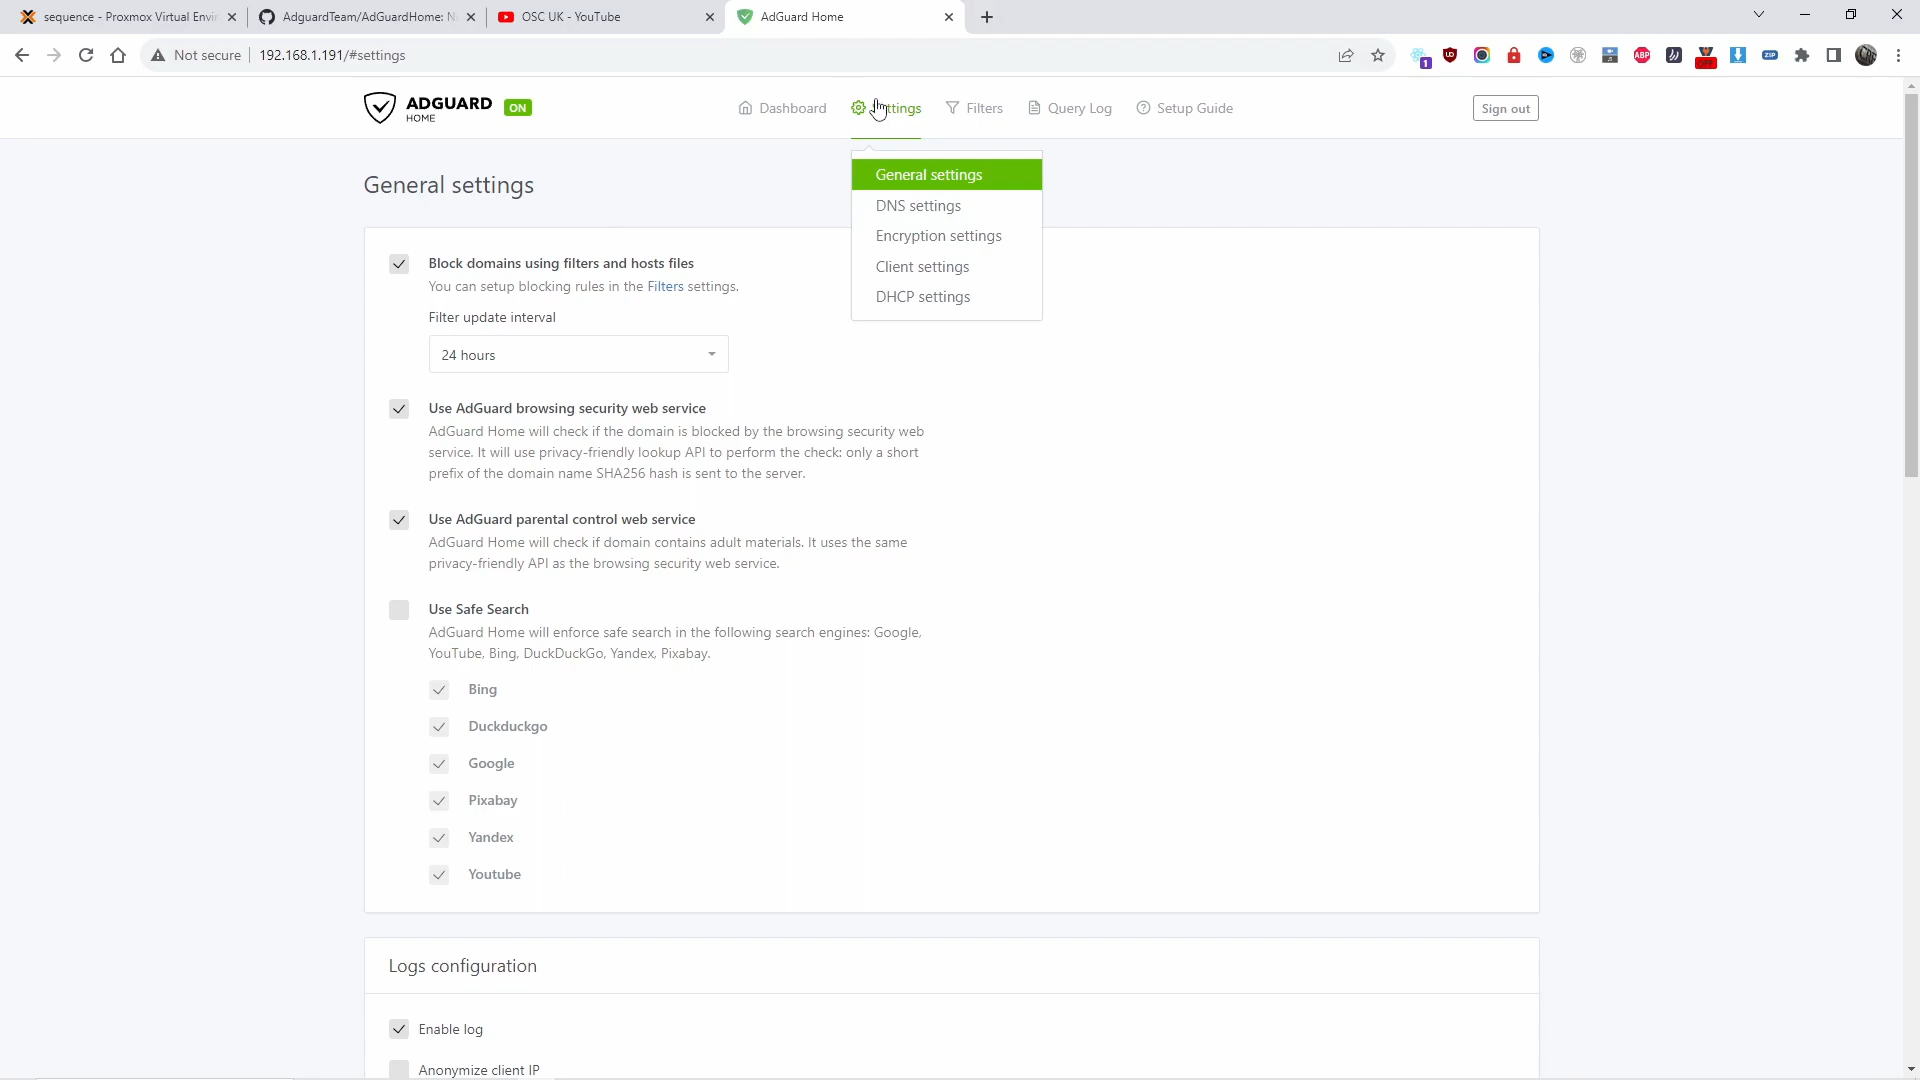 sequence - Proxmox Virtual Envir
AdguardTeam/AdGuardHome: N
OSC UK - YouTube
AdGuard Home
Not secure
192.168.1.191/#settings
1
ABP
OFF
ZIP
ADGUARD
HOME
ON
Dashboard
ttings
Filters
Query Log
Setup Guide
Sign out
General settings
DNS settings
Encryption settings
Client settings
DHCP settings
General settings
Block domains using filters and hosts files
You can setup blocking rules in the Filters settings.
Filter update interval
24 hours
Use AdGuard browsing security web service
AdGuard Home will check if the domain is blocked by the browsing security web
service. It will use privacy-friendly lookup API to perform the check: only a short
prefix of the domain name SHA256 hash is sent to the server.
Use AdGuard parental control web service
AdGuard Home will check if domain contains adult materials. It uses the same
privacy-friendly API as the browsing security web service.
Use Safe Search
AdGuard Home will enforce safe search in the following search engines: Google,
YouTube, Bing, DuckDuckGo, Yandex, Pixabay.
Bing
Duckduckgo
Google
Pixabay
Yandex
Youtube
Logs configuration
Enable log
Anonymize client IP